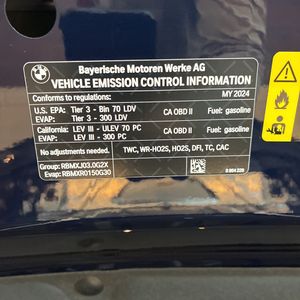 BMW
Bayerische Motoren Werke AG
VEHICLE EMISSION CONTROL INFORMATION
Conforms to regulations: MY 2024
U.S. EPA: Tier 3 - Bin 70 LDV CA OBD II Fuel: gasoline
EVAP: Tier 3 - 300 LDV
California: LEV III - ULEV 70 PC CA OBD II Fuel: gasoline
EVAP: LEV III - 300 PC
No adjustments needed. TWC, WR-HO2S, HO2S, DFI, TC, CAC
Group: RBMXJ03.0G2X
Evap: RBMXR0150G30